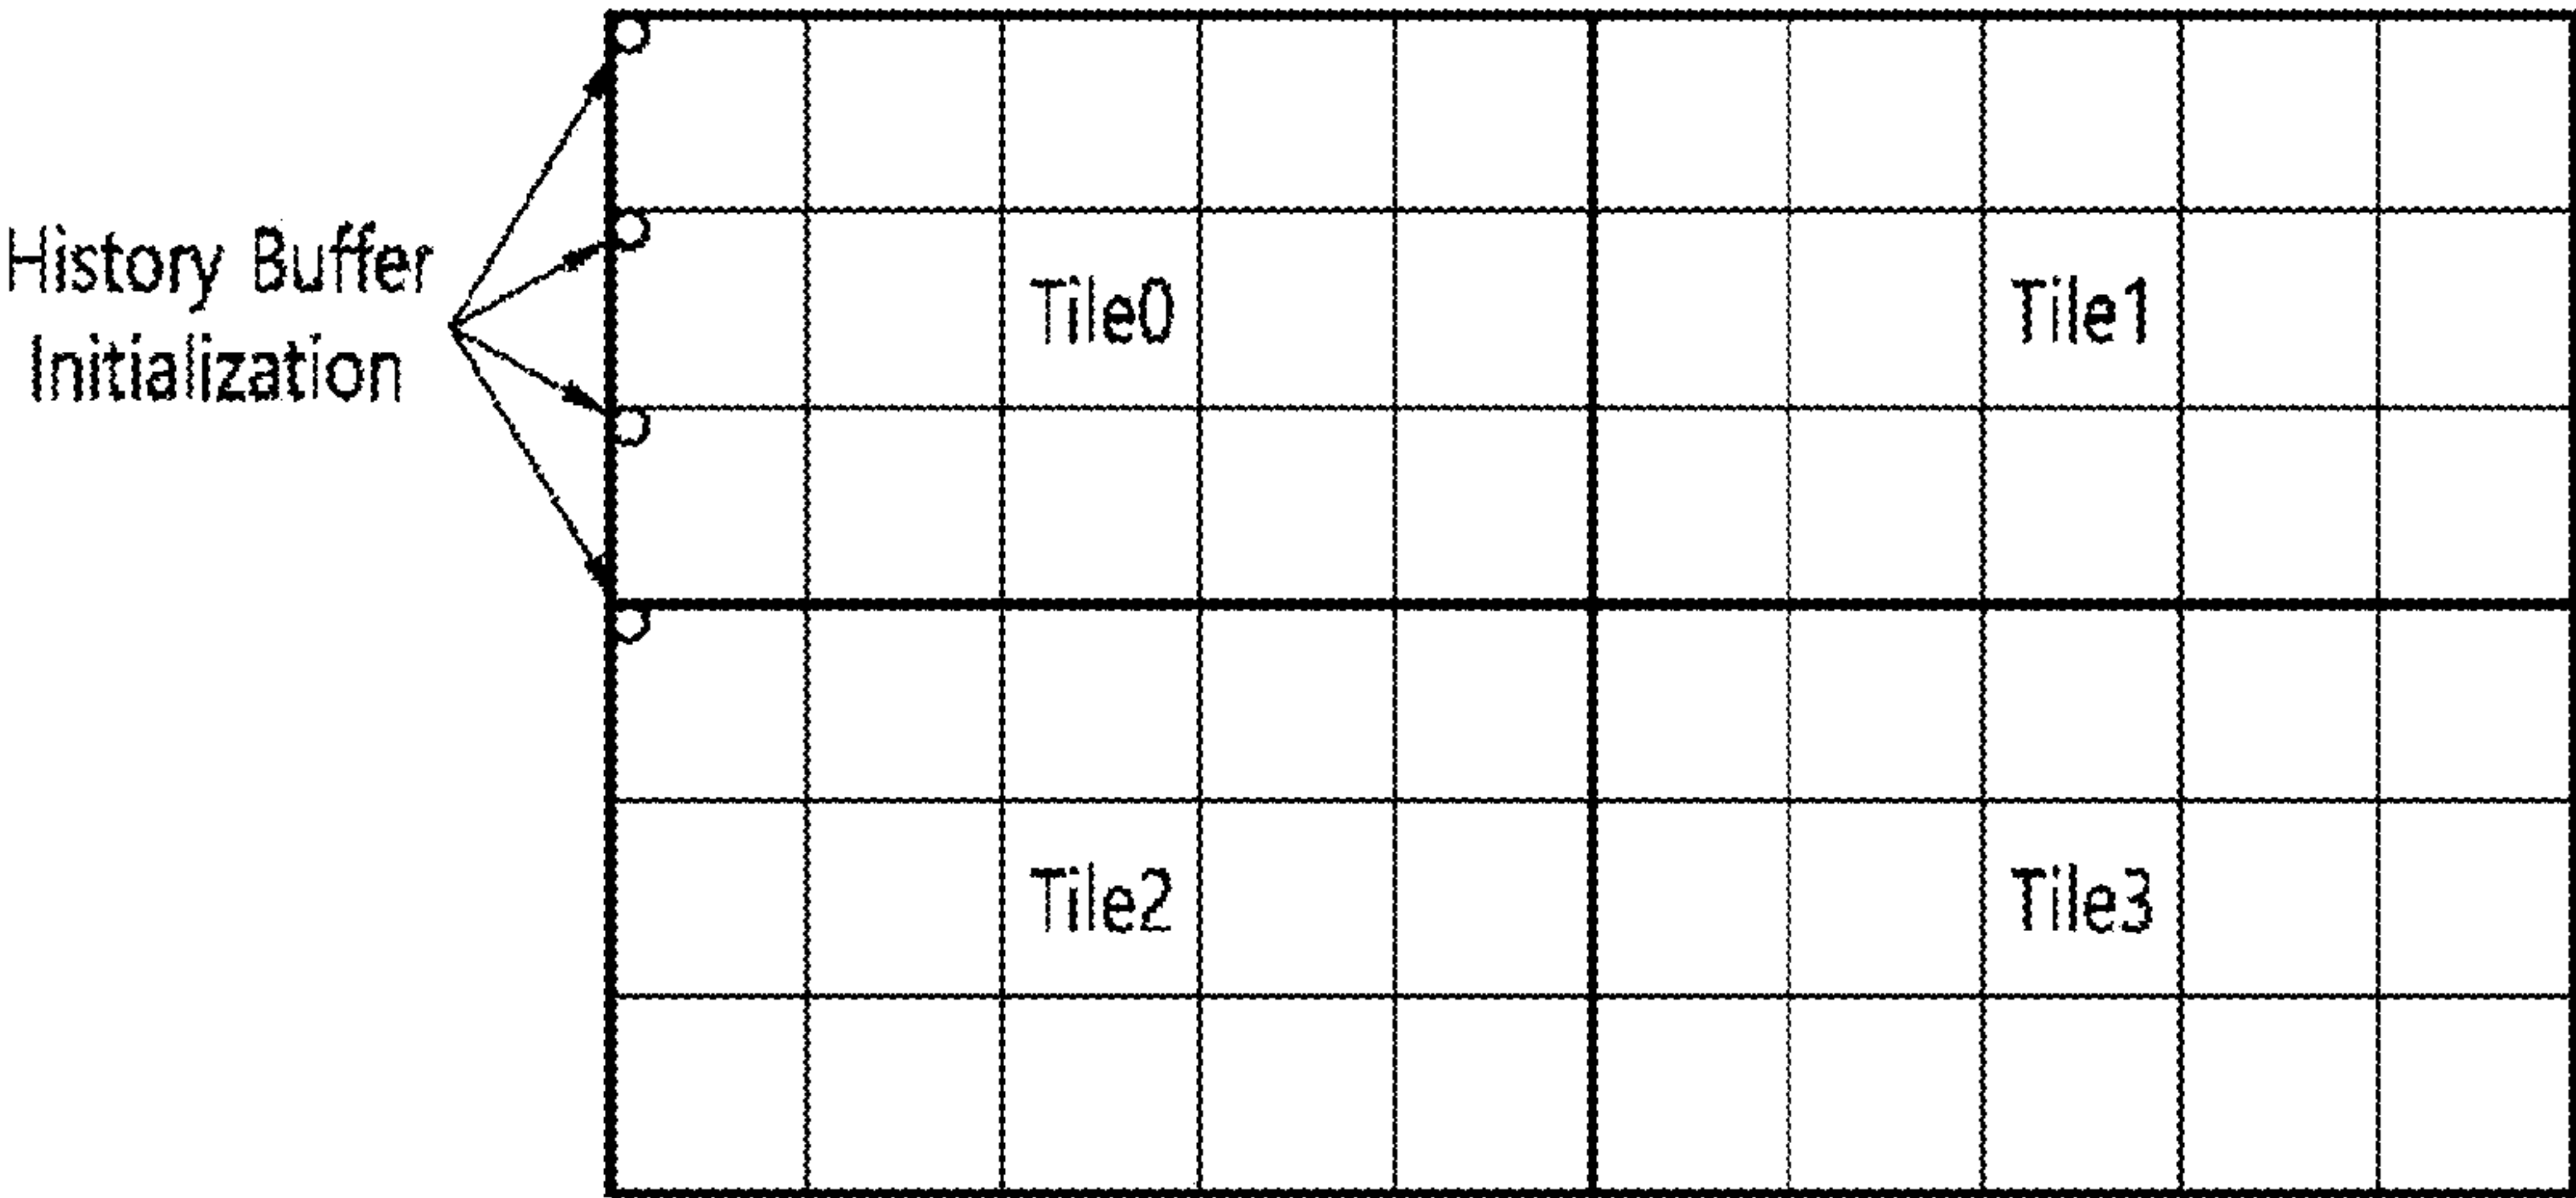 History Buffer
Initialization
Tile0
Tile1
Tile2
Tile3